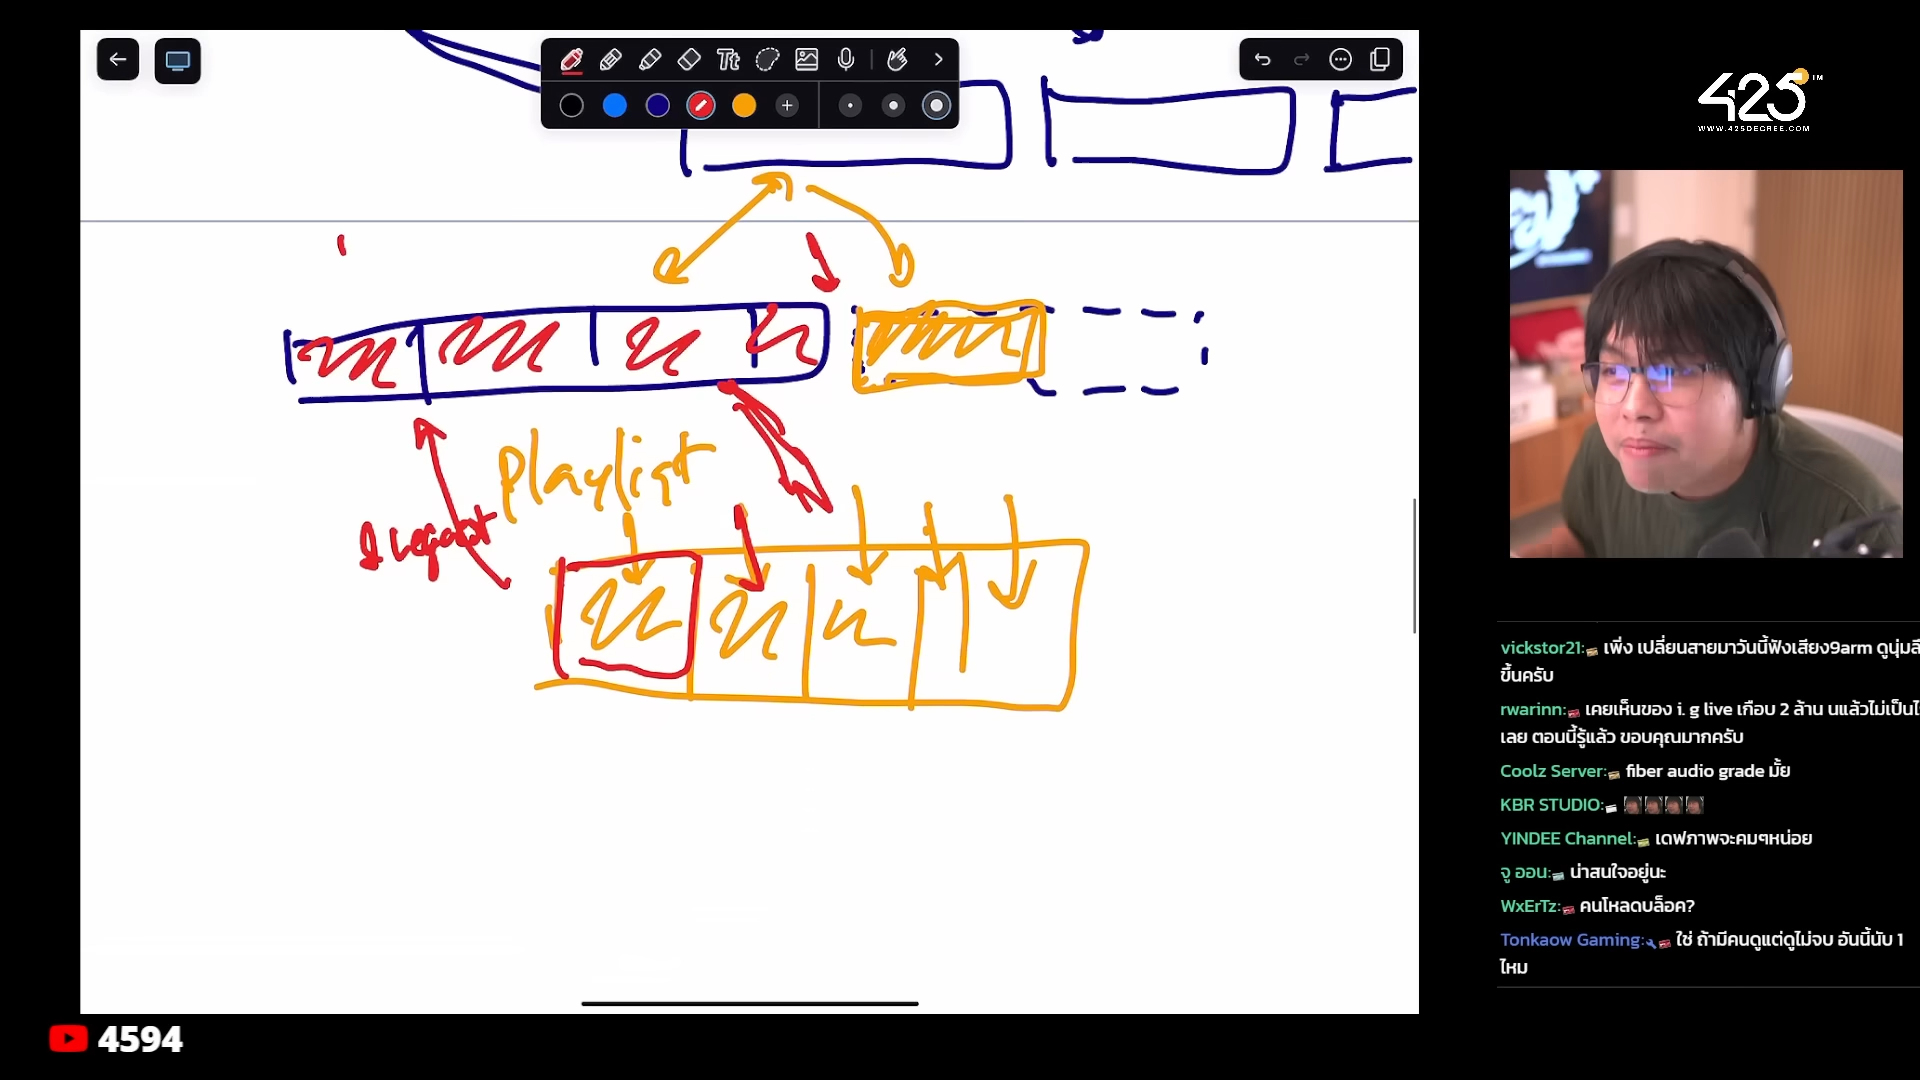 Tt
425
TM
WWW.425DEGREE.COM
Playlist
vickstor21: เพิ่ง เปลี่ยนสายมาวันนี้ฟังเสียง9arm ดูนุ่มลึ
ขึ้นครับ
rwarinn: เคยเห็นของ i. g live เกือบ 2 ล้าน นแล้วไม่เป็นไ
เลย ตอนนี้รู้แล้ว ขอบคุณมากครับ
Coolz Server: fiber audio grade มั้ย
KBR STUDIO:
YINDEE Channel: เดฟภาพจะคมๆหน่อย
จู ออน: น่าสนใจอยู่นะ
WxErTz: คนโหลดบล็อค?
Tonkaow Gaming: ใช่ ถ้ามีคนดูแต่ดูไม่จบ อันนี้นับ 1
ไหม
4594